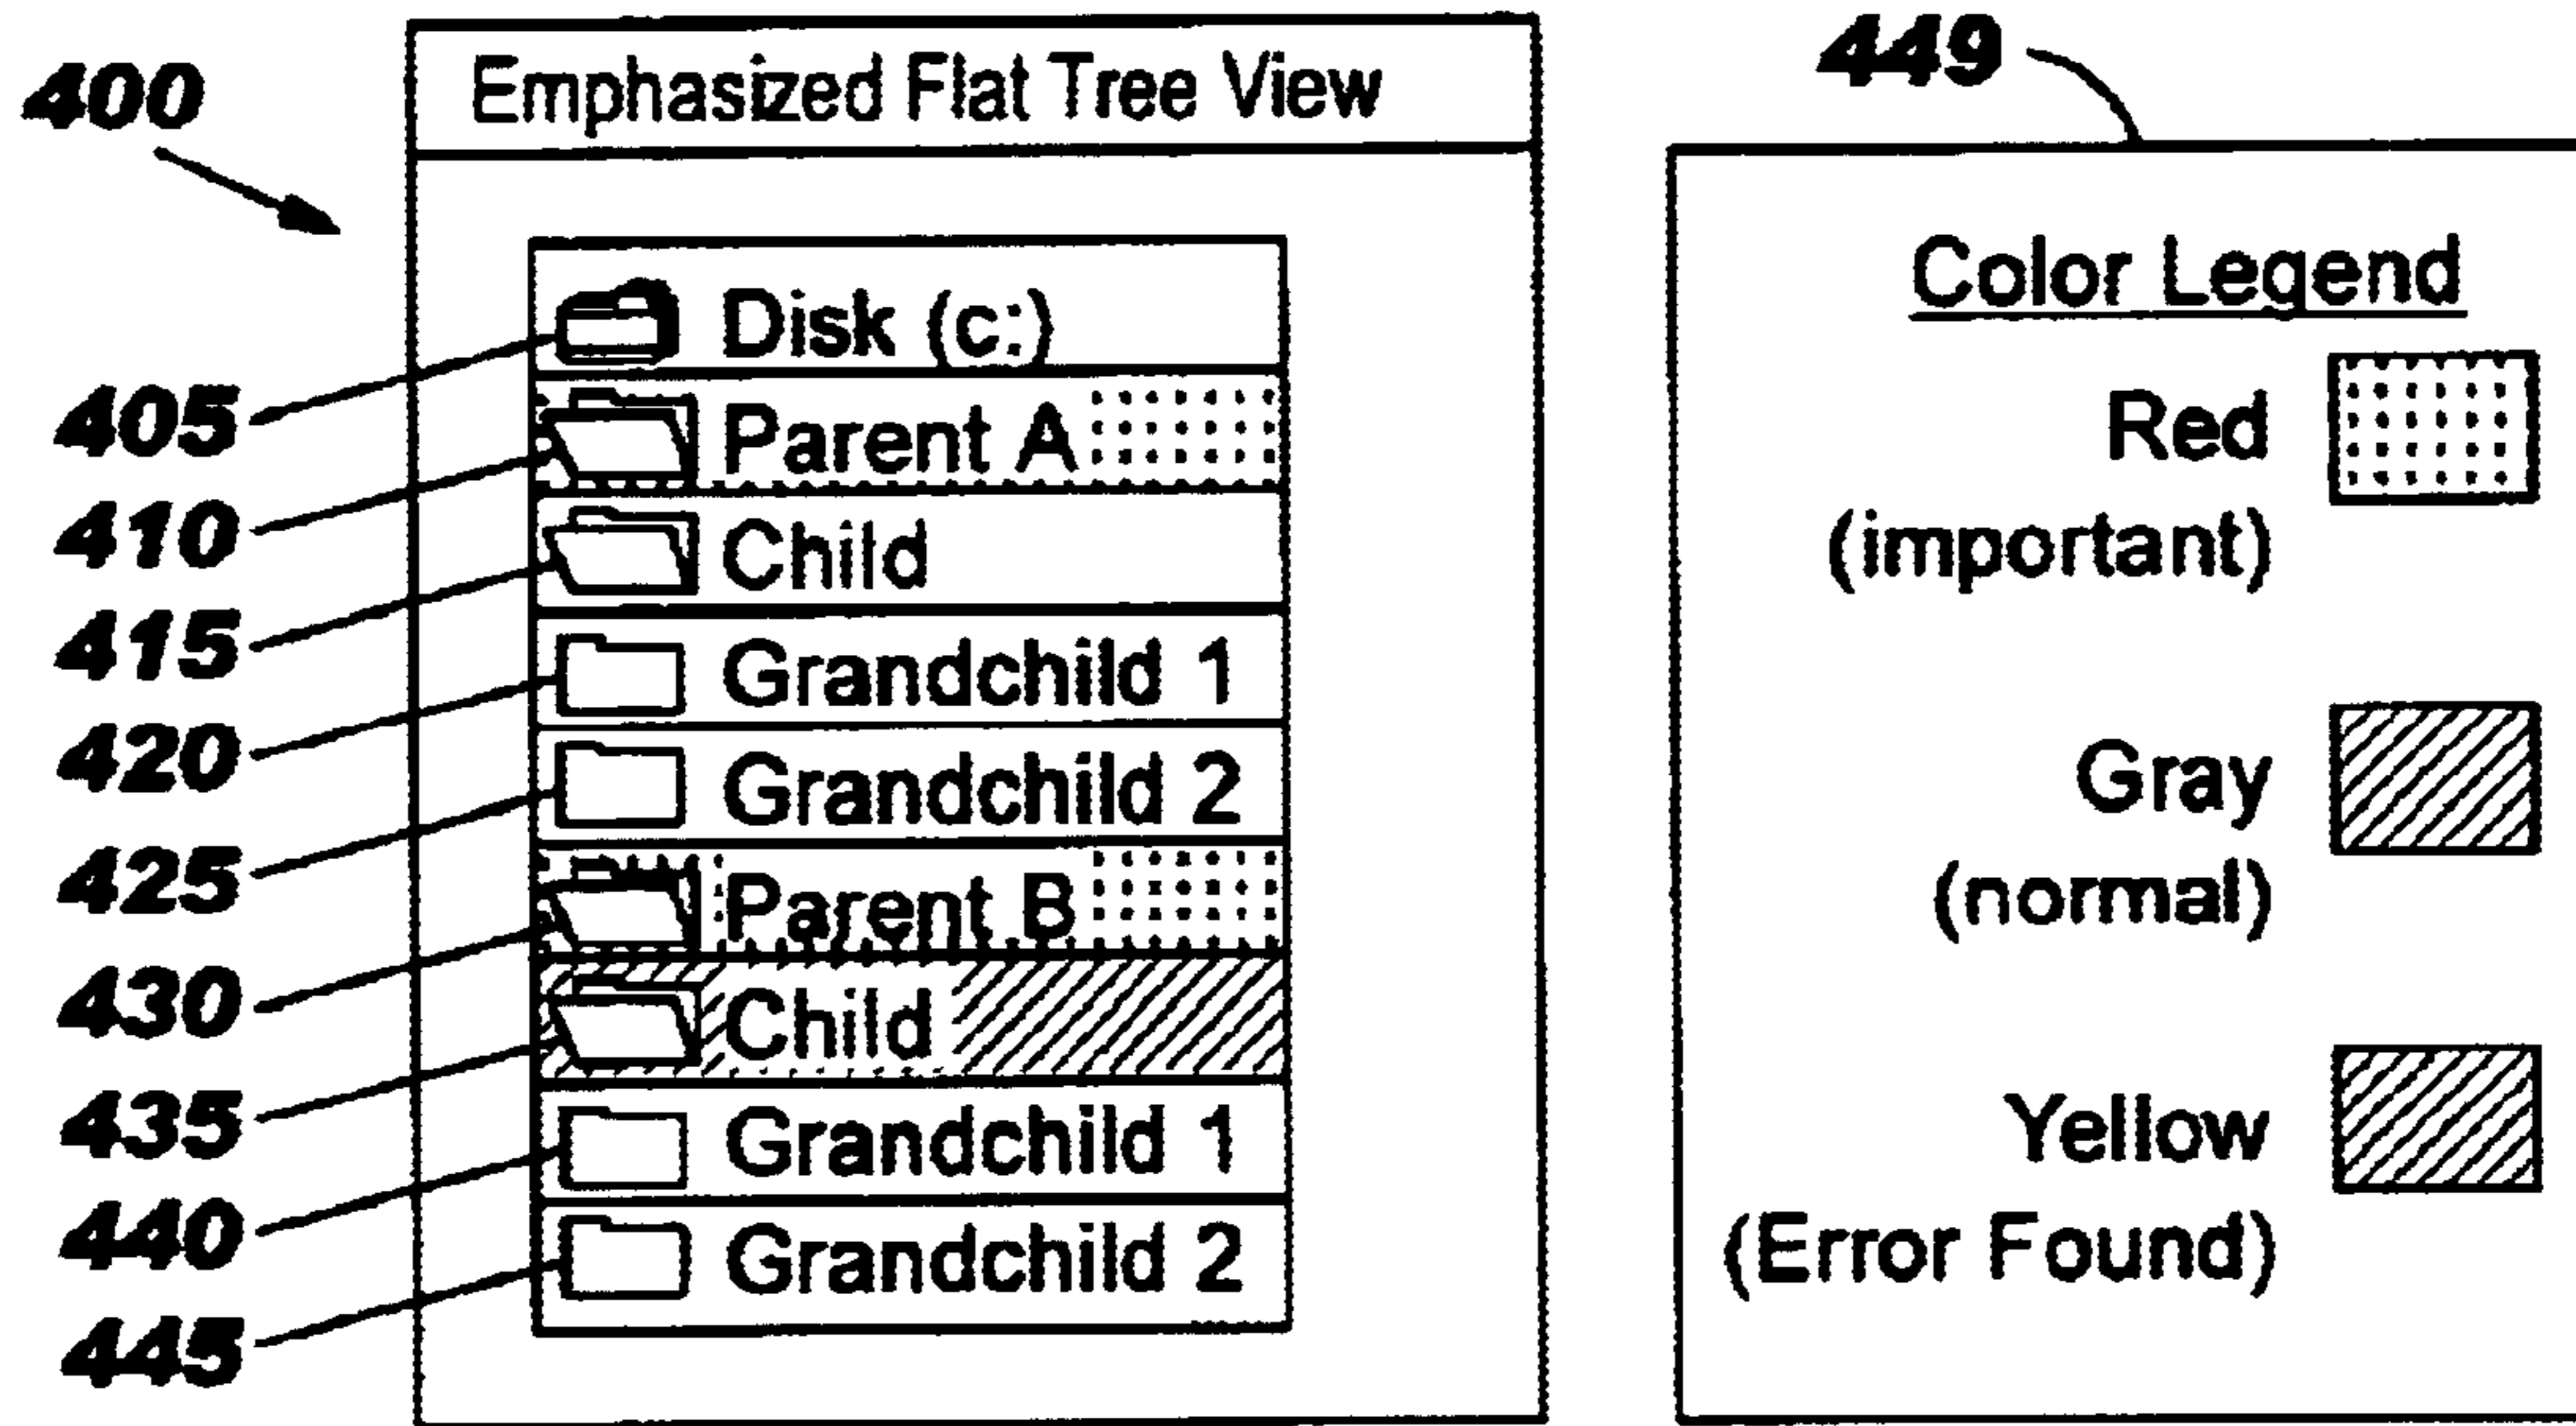 400
Emphasized Flat Tree View
449
405 Disk (c:)
410 Parent A
415 Child
420 Grandchild 1
425 Grandchild 2
430 Parent B
435 Child
440 Grandchild 1
445 Grandchild 2
Color Legend
Red
(important)
Gray
(normal)
Yellow
(Error Found)